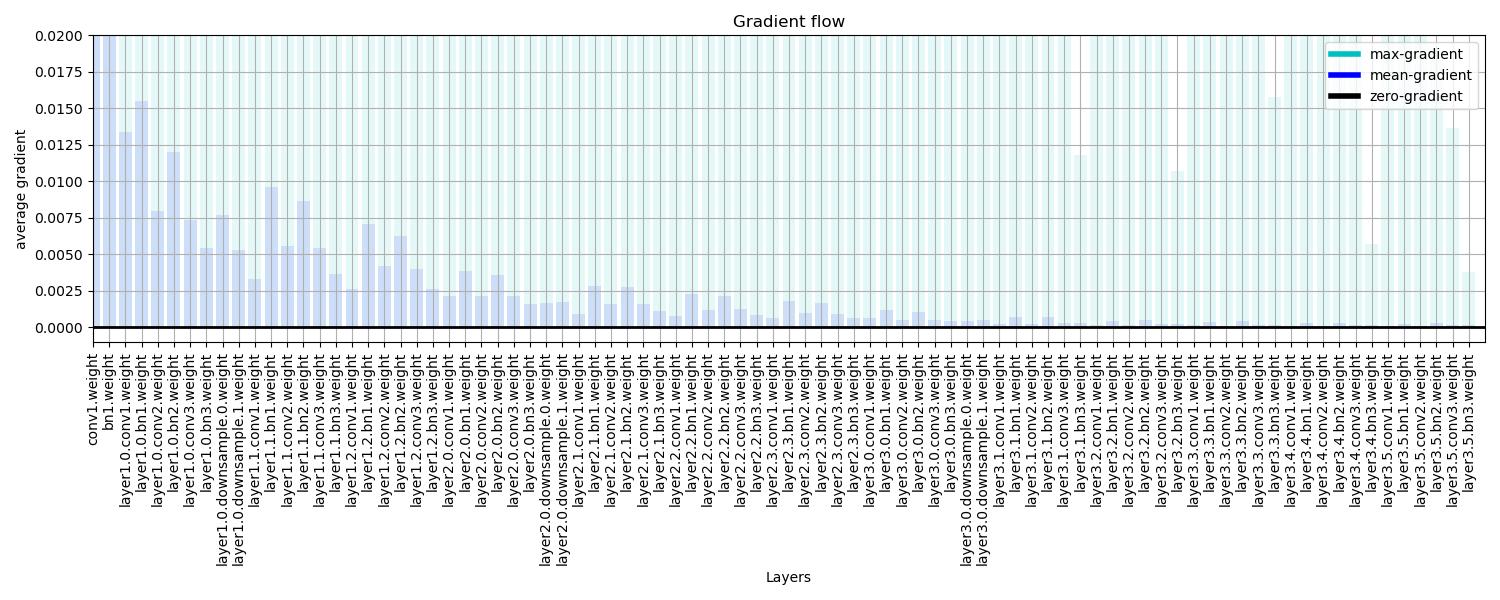 Gradient flow
average gradient
0.0200
0.0175
0.0150
0.0125
0.0100
0.0075
0.0050
0.0025
0.0000
max-gradient
mean-gradient
zero-gradient
conv1.weight
bn1.weight
layer1.0.conv1.weight
layer1.0.bn1.weight
layer1.0.conv2.weight
layer1.0.bn2.weight
layer1.0.conv3.weight
layer1.0.bn3.weight
layer1.0.downsample.0.weight
layer1.0.downsample.1.weight
layer1.1.conv1.weight
layer1.1.bn1.weight
layer1.1.conv2.weight
layer1.1.bn2.weight
layer1.1.conv3.weight
layer1.1.bn3.weight
layer1.2.conv1.weight
layer1.2.bn1.weight
layer1.2.conv2.weight
layer1.2.bn2.weight
layer1.2.conv3.weight
layer1.2.bn3.weight
layer2.0.conv1.weight
layer2.0.bn1.weight
layer2.0.conv2.weight
layer2.0.bn2.weight
layer2.0.conv3.weight
layer2.0.bn3.weight
layer2.0.downsample.0.weight
layer2.0.downsample.1.weight
layer2.1.conv1.weight
layer2.1.bn1.weight
layer2.1.conv2.weight
layer2.1.bn2.weight
layer2.1.conv3.weight
layer2.1.bn3.weight
layer2.2.conv1.weight
layer2.2.bn1.weight
layer2.2.conv2.weight
layer2.2.bn2.weight
layer2.2.conv3.weight
layer2.2.bn3.weight
layer2.3.conv1.weight
layer2.3.bn1.weight
layer2.3.conv2.weight
layer2.3.bn2.weight
layer2.3.conv3.weight
layer2.3.bn3.weight
layer3.0.conv1.weight
layer3.0.bn1.weight
layer3.0.conv2.weight
layer3.0.bn2.weight
layer3.0.conv3.weight
layer3.0.bn3.weight
layer3.0.downsample.0.weight
layer3.0.downsample.1.weight
layer3.1.conv1.weight
layer3.1.bn1.weight
layer3.1.conv2.weight
layer3.1.bn2.weight
layer3.1.conv3.weight
layer3.1.bn3.weight
layer3.2.conv1.weight
layer3.2.bn1.weight
layer3.2.conv2.weight
layer3.2.bn2.weight
layer3.2.conv3.weight
layer3.2.bn3.weight
layer3.3.conv1.weight
layer3.3.bn1.weight
layer3.3.conv2.weight
layer3.3.bn2.weight
layer3.3.conv3.weight
layer3.3.bn3.weight
layer3.4.conv1.weight
layer3.4.bn1.weight
layer3.4.conv2.weight
layer3.4.bn2.weight
layer3.4.conv3.weight
layer3.4.bn3.weight
layer3.5.conv1.weight
layer3.5.bn1.weight
layer3.5.conv2.weight
layer3.5.bn2.weight
layer3.5.conv3.weight
layer3.5.bn3.weight
Layers